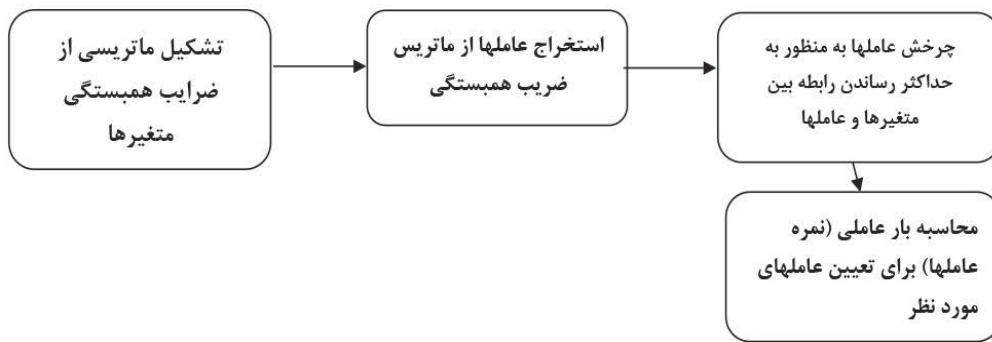 تشکیل ماتریسی از
ضرایب همبستگی
متغیرها
استخراج عاملها از ماتریس
ضریب همبستگی
چرخش عاملها به منظور به
حداکثر رساندن رابطه بین
متغیرها و عاملها
محاسبه بار عاملی (نمره
عاملها) برای تعیین عاملهای
مورد نظر